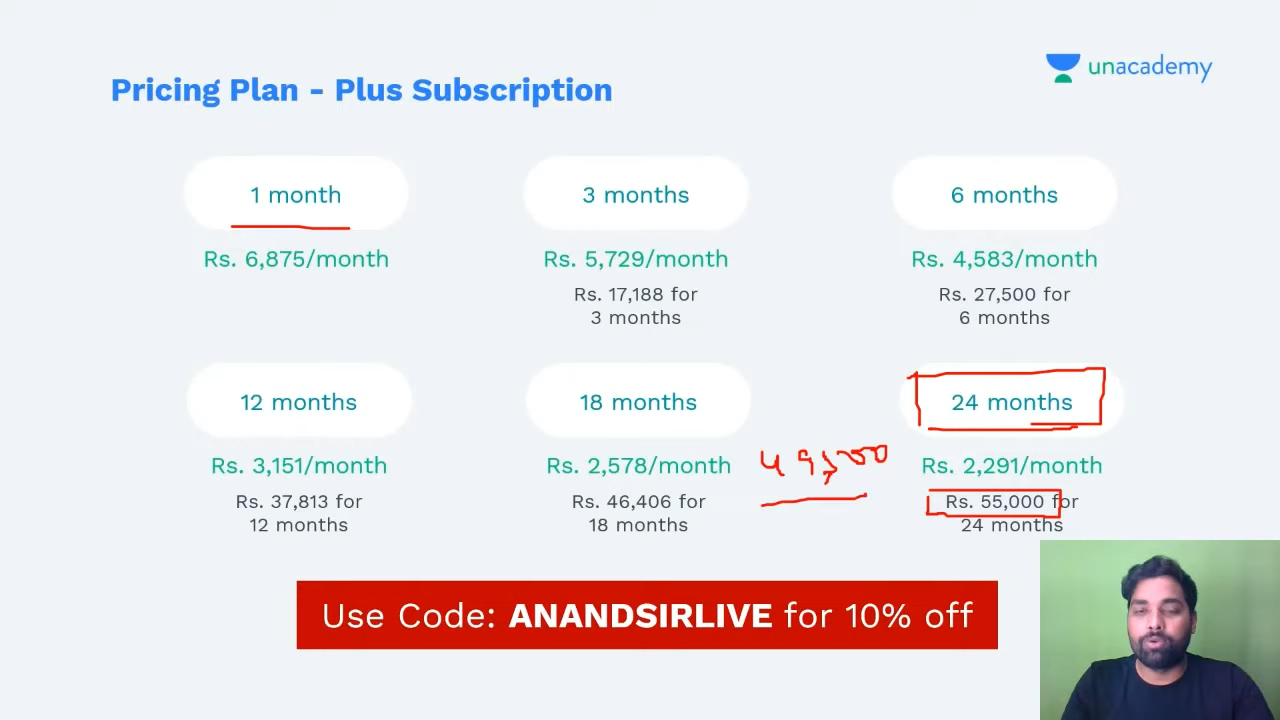 Pricing Plan - Plus Subscription
unacademy
1 month
3 months
6 months
Rs. 6,875/month
Rs. 5,729/month
Rs. 4,583/month
Rs. 17,188 for
3 months
Rs. 27,500 for
6 months
12 months
18 months
24 months
Rs. 3,151/month
Rs. 2,578/month
49,500
Rs. 2,291/month
Rs. 37,813 for
12 months
Rs. 46,406 for
18 months
Rs. 55,000 for
24 months
Use Code: ANANDSIRLIVE for 10% off